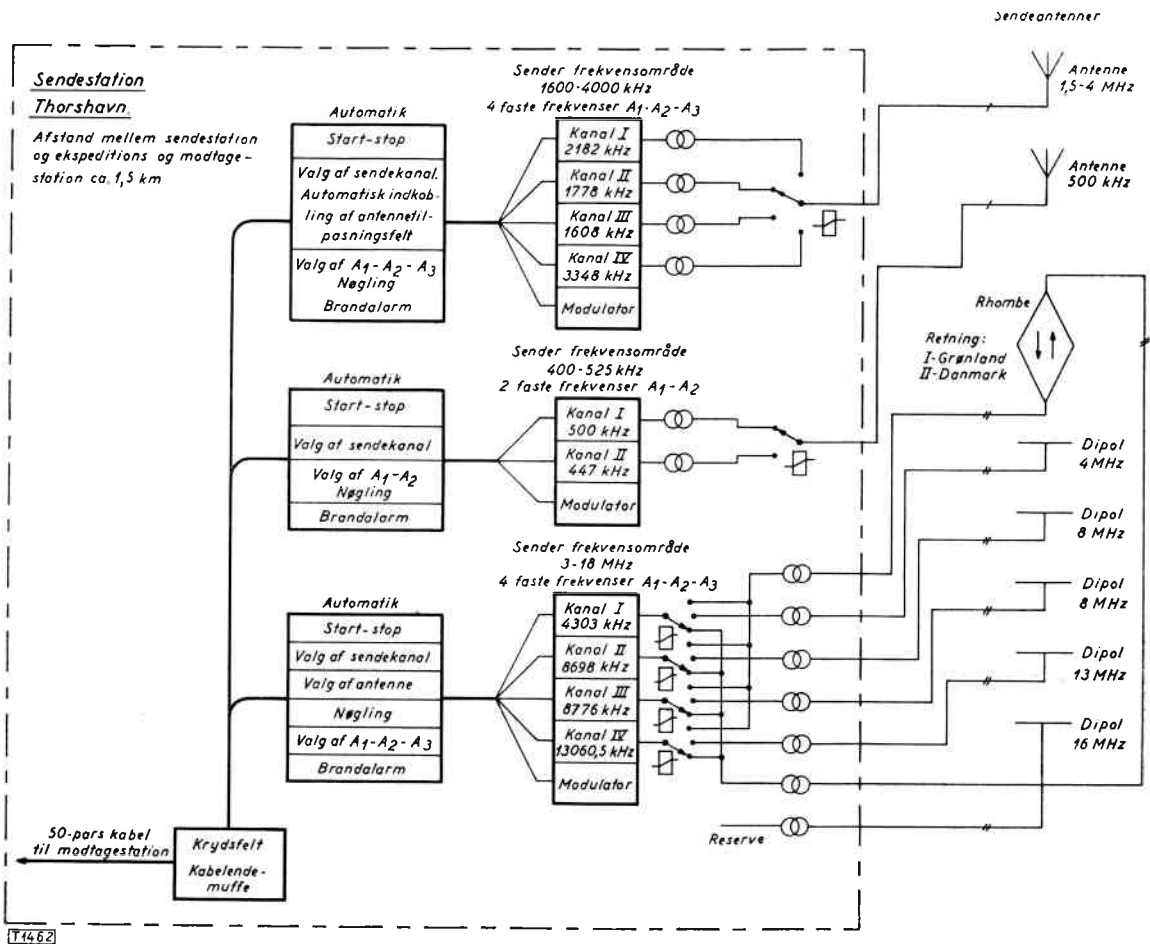 Sendeantenner
Sendestation
Thorshavn.
Afstand mellem sendestation
og ekspeditions og modtage-
station ca. 1,5 km
Automatik
Start-stop
Valg af sendekanal.
Automatisk indkob-
ling af antennetil-
pasningsfelt
Valg af A1-A2-A3
Nøgling
Brandalarm
Sender frekvensområde
1600-4000 kHz
4 faste frekvenser A1-A2-A3
Kanal I
2182 kHz
Kanal II
1778 kHz
Kanal III
1608 kHz
Kanal IV
3348 kHz
Modulator
Antenne
1,5-4 MHz
Antenne
500 kHz
Rhombe
Retning:
I-Grønland
II-Danmark
Automatik
Start-stop
Valg af sendekanal
Valg af A1-A2
Nøgling
Brandalarm
Sender frekvensområde
400-525 kHz
2 faste frekvenser A1-A2
Kanal I
500 kHz
Kanal II
447 kHz
Modulator
Dipol
4 MHz
Dipol
8 MHz
Dipol
8 MHz
Dipol
13 MHz
Dipol
16 MHz
Automatik
Start-stop
Valg af sendekanal
Valg af antenne
Nøgling
Valg af A1-A2-A3
Brandalarm
Sender frekvensområde
3-18 MHz
4 faste frekvenser A1-A2-A3
Kanal I
4303 kHz
Kanal II
8698 kHz
Kanal III
8776 kHz
Kanal IV
13060,5 kHz
Modulator
Reserve
50-pars kabel
til modtagestation
Krydsfelt
Kabelende-
muffe
T1462